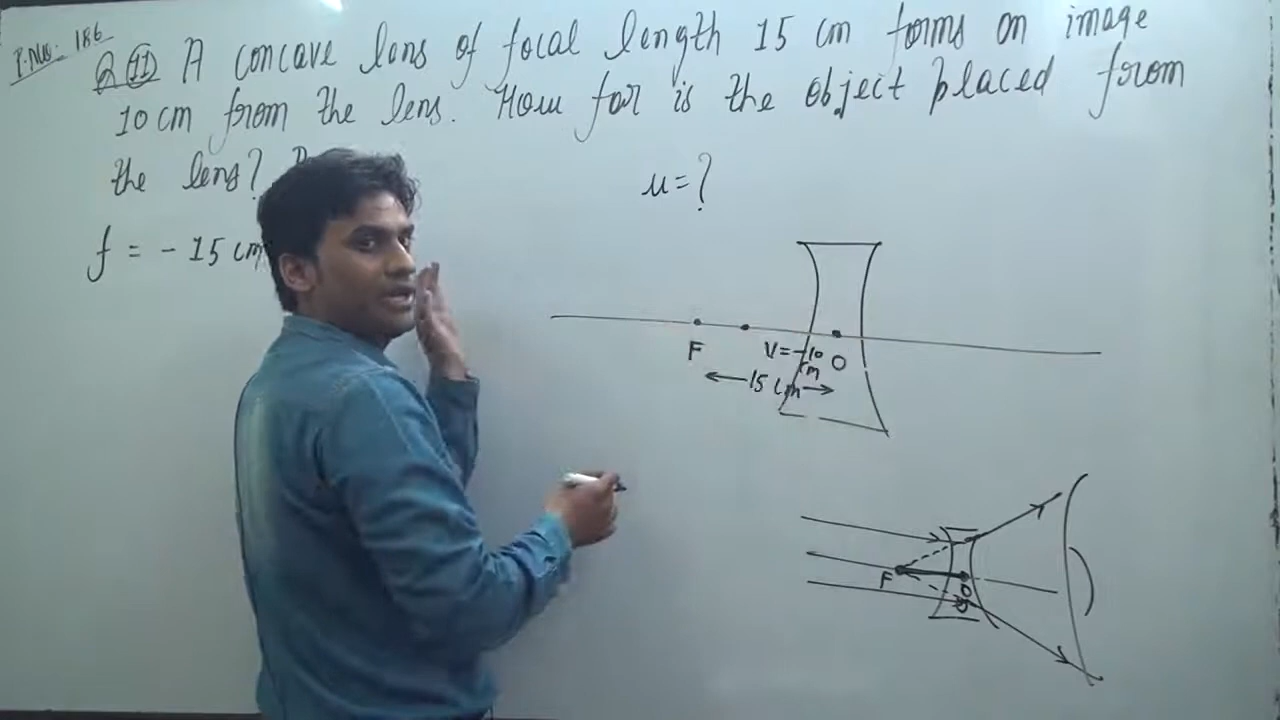 P.No: 186
Q 11 A concave lens of focal length 15 cm forms an image
10 cm from the lens. How far is the object placed from
the lens?
u = ?
f = - 15 cm
F
V = -10 cm
O
15 cm
F
O